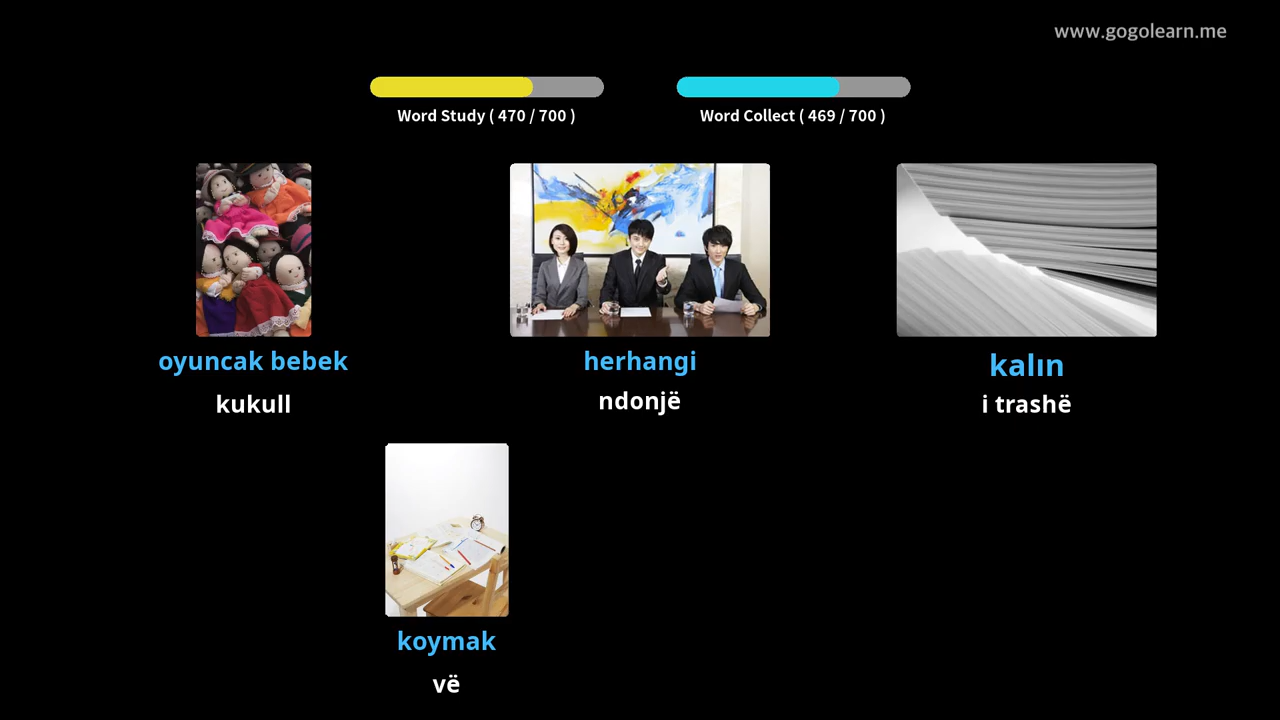 www.gogolearn.me
Word Study ( 470 / 700 )
Word Collect ( 469 / 700 )
oyuncak bebek
kukull
herhangi
ndonjë
kalın
i trashë
koymak
vë